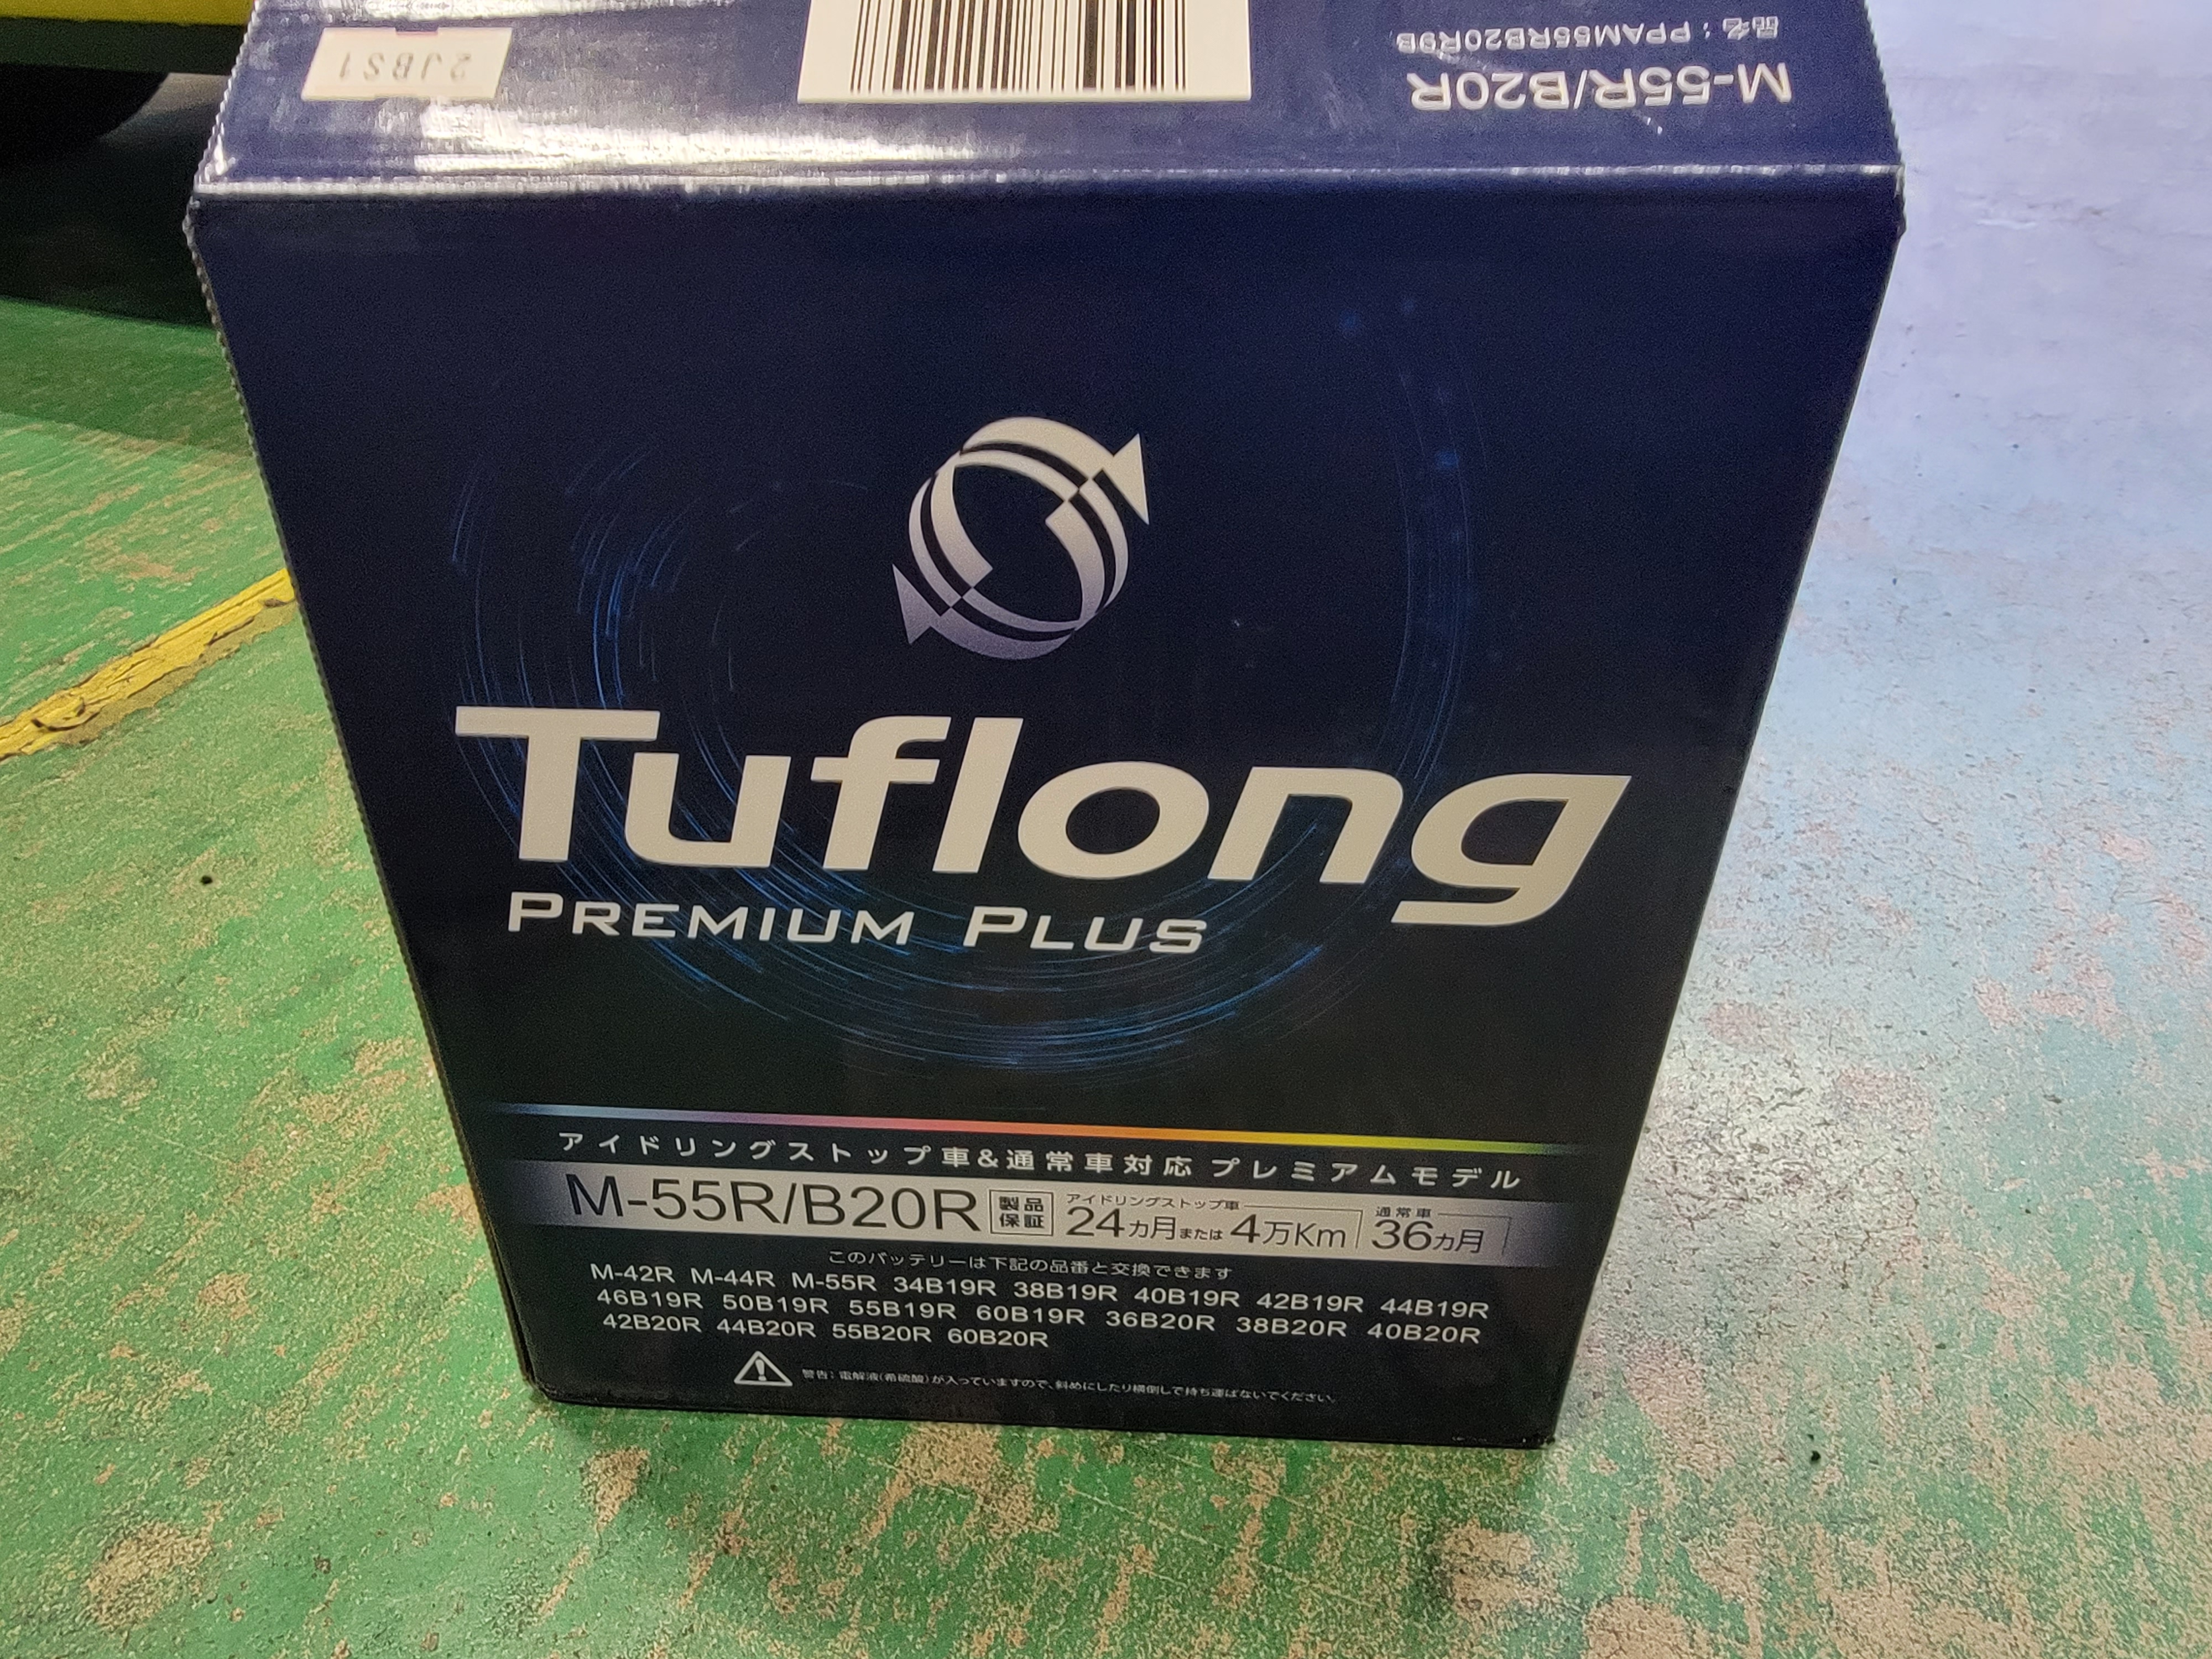 2JBS1
品名：PPAM55RB20R9B
M-55R/B20R
Tuflong
PREMIUM PLUS
アイドリングストップ車&通常車対応 プレミアムモデル
M-55R/B20R 製品保証 アイドリングストップ車 24カ月または4万Km 通常車 36カ月
このバッテリーは下記の品番と交換できます
M-42R M-44R M-55R 34B19R 38B19R 40B19R 42B19R 44B19R
46B19R 50B19R 55B19R 60B19R 36B20R 38B20R 40B20R
42B20R 44B20R 55B20R 60B20R
警告：電解液(希硫酸)が入っていますので、斜めにしたり横倒しで持ち運ばないでください。